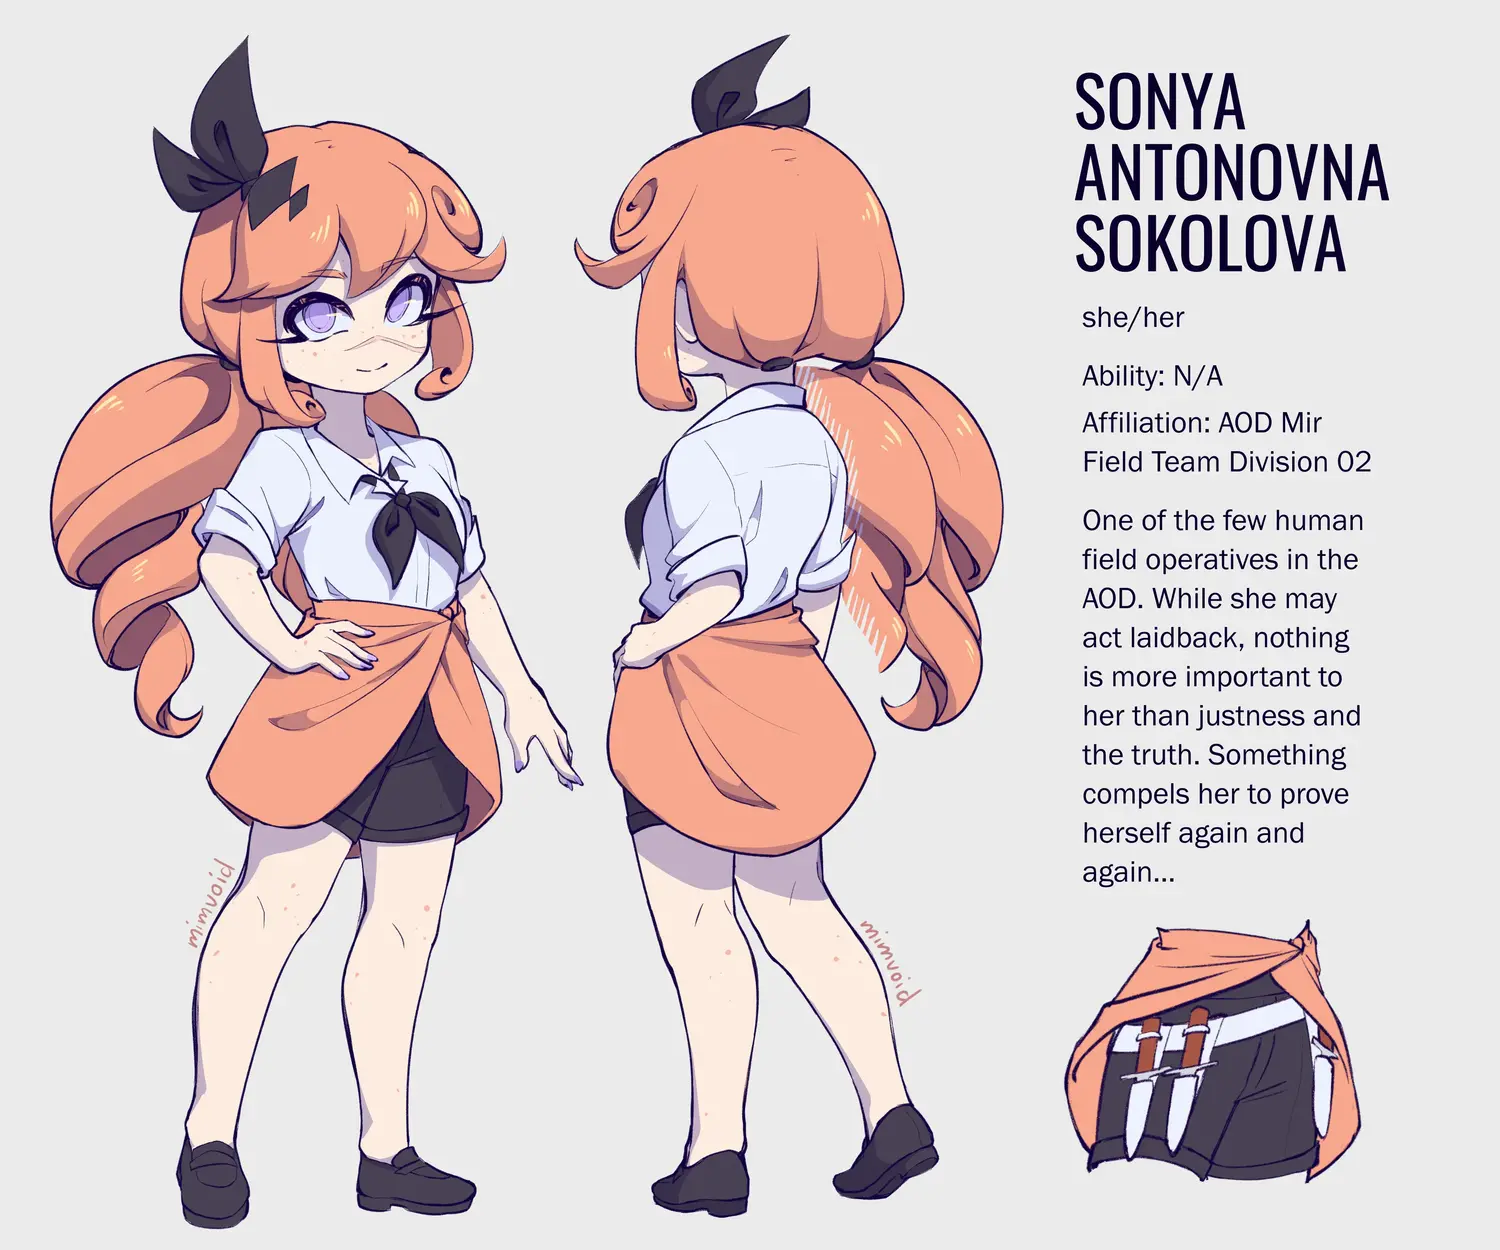 SONYA
ANTONOVNA
SOKOLOVA
she/her
Ability: N/A
Affiliation: AOD Mir
Field Team Division 02
One of the few human
field operatives in the
AOD. While she may
act laidback, nothing
is more important to
her than justness and
the truth. Something
compels her to prove
herself again and
again...
mimvoid
mimvoid